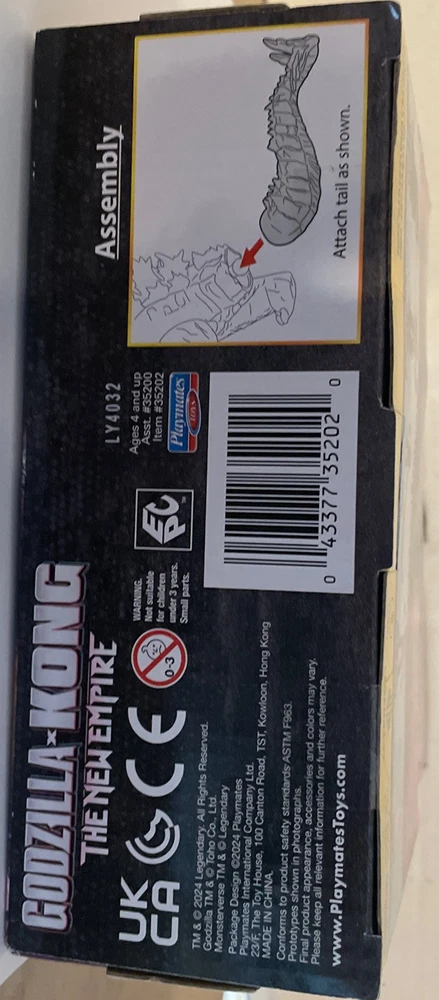 GODZILLA × KONG
THE NEW EMPIRE
UK
CA
CE
0-3
WARNING.
Not suitable
for children
under 3 years.
Small parts.
LY4032
Ages 4 and up
Asst. #35200
Item #35202
Playmates
TOYS
TM & © 2024 Legendary. All Rights Reserved.
Godzilla TM & © Toho Co., Ltd.
Monsterverse TM & © Legendary
Package Design ©2024 Playmates
Playmates International Company Ltd.
23/F, The Toy House, 100 Canton Road, TST, Kowloon, Hong Kong
MADE IN CHINA.
Conforms to product safety standards ASTM F963.
Prototypes shown in photographs.
Final product appearance, accessories and colors may vary.
Please keep all relevant information for further reference.
www.PlaymatesToys.com
0 43377 35202 0
Assembly
Attach tail as shown.